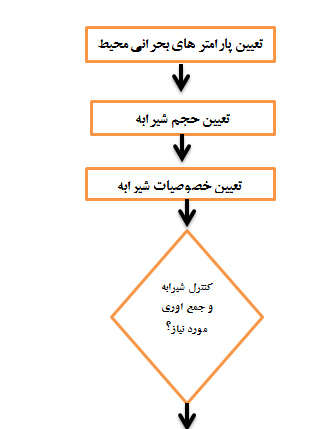 تعیین پارامتر های بحرانی محیط
تعیین حجم شیرابه
تعیین خصوصیات شیرابه
کنترل شیرابه
و جمع اوری
مورد نیاز؟